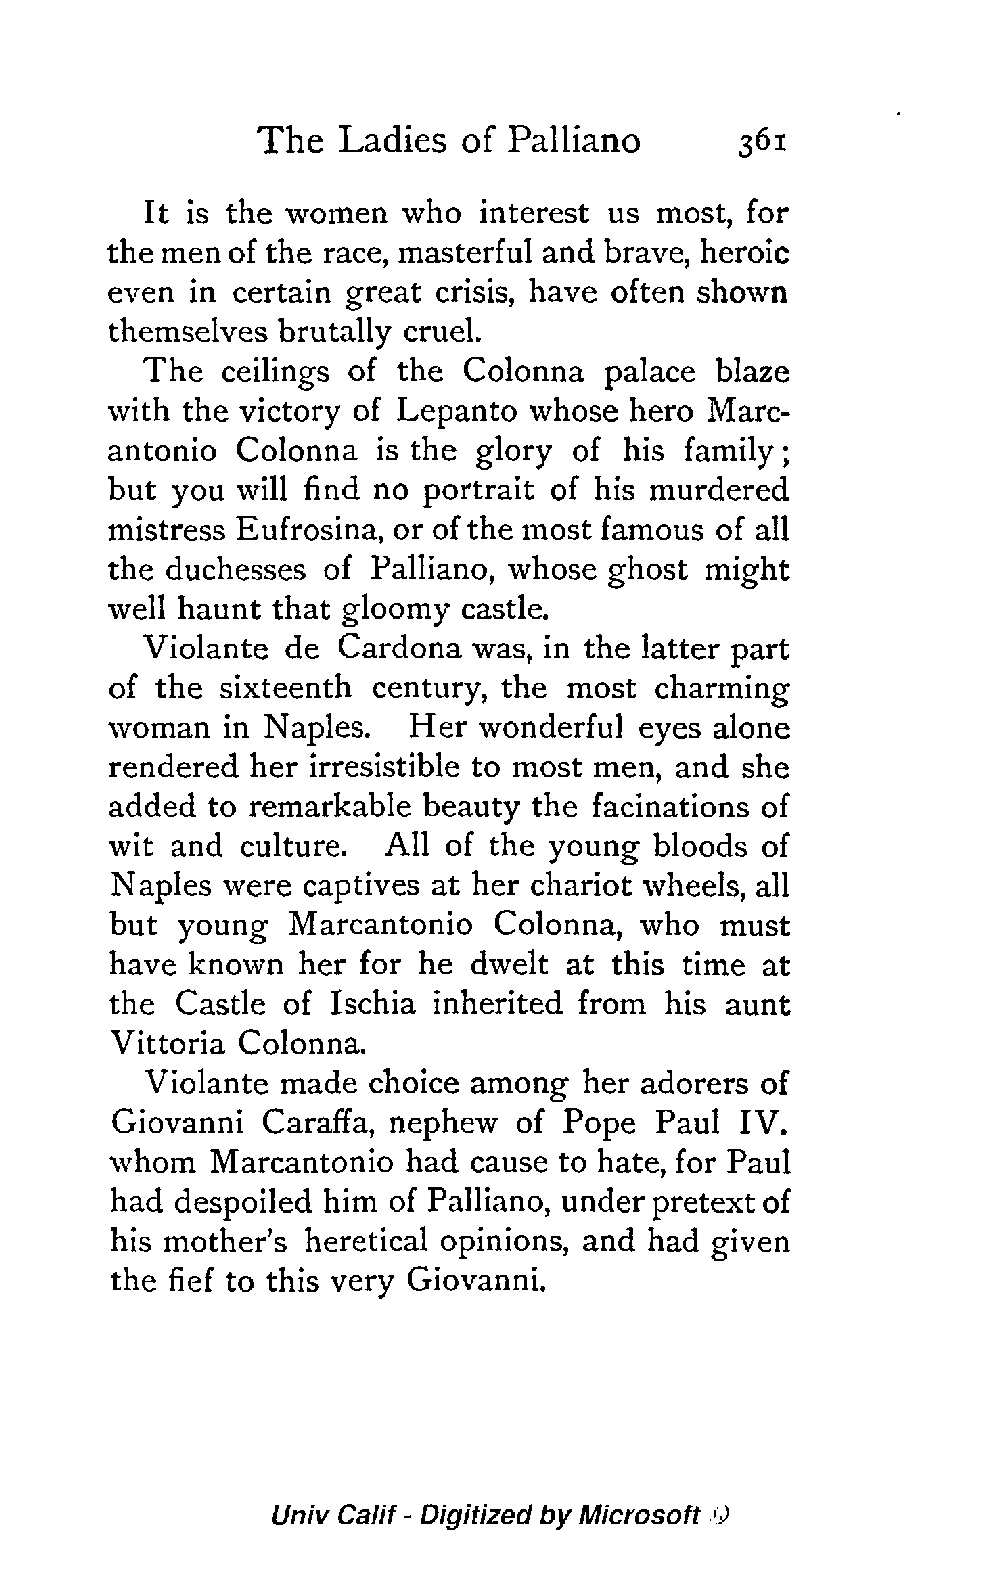 The Ladies of Palliano 361
It is the women who interest us most, for
the men of the race, masterful and brave, heroic
even in certain great crisis, have often shown
themselves brutally cruel.
The ceilings of the Colonna palace blaze
with the victory of Lepanto whose hero Marc-
antonio Colonna is the glory of his family;
but you will find no portrait of his murdered
mistress Eufrosina, or of the most famous of all
the duchesses of Palliano, whose ghost might
well haunt that gloomy castle.
Violante de Cardona was, in the latter part
of the sixteenth century, the most charming
woman in Naples. Her wonderful eyes alone
rendered her irresistible to most men, and she
added to remarkable beauty the facinations of
wit and culture. All of the young bloods of
Naples were captives at her chariot wheels, all
but young Marcantonio Colonna, who must
have known her for he dwelt at this time at
the Castle of Ischia inherited from his aunt
Vittoria Colonna.
Violante made choice among her adorers of
Giovanni Caraffa, nephew of Pope Paul IV.
whom Marcantonio had cause to hate, for Paul
had despoiled him of Palliano, under pretext of
his mother's heretical opinions, and had given
the fief to this very Giovanni.
Univ Calif - Digitized by Microsoft ®